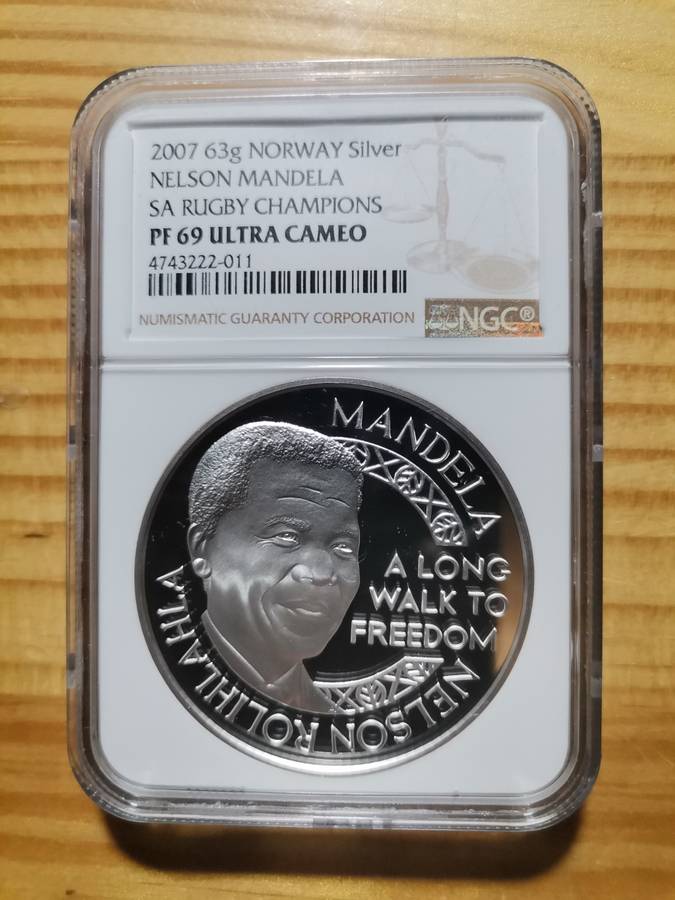 2007 63g NORWAY Silver
NELSON MANDELA
SA RUGBY CHAMPIONS
PF 69 ULTRA CAMEO
4743222-011
NUMISMATIC GUARANTY CORPORATION
NGC®
MANDELA
A LONG
WALK TO
FREEDOM
NELSON ROLIHLAHLA